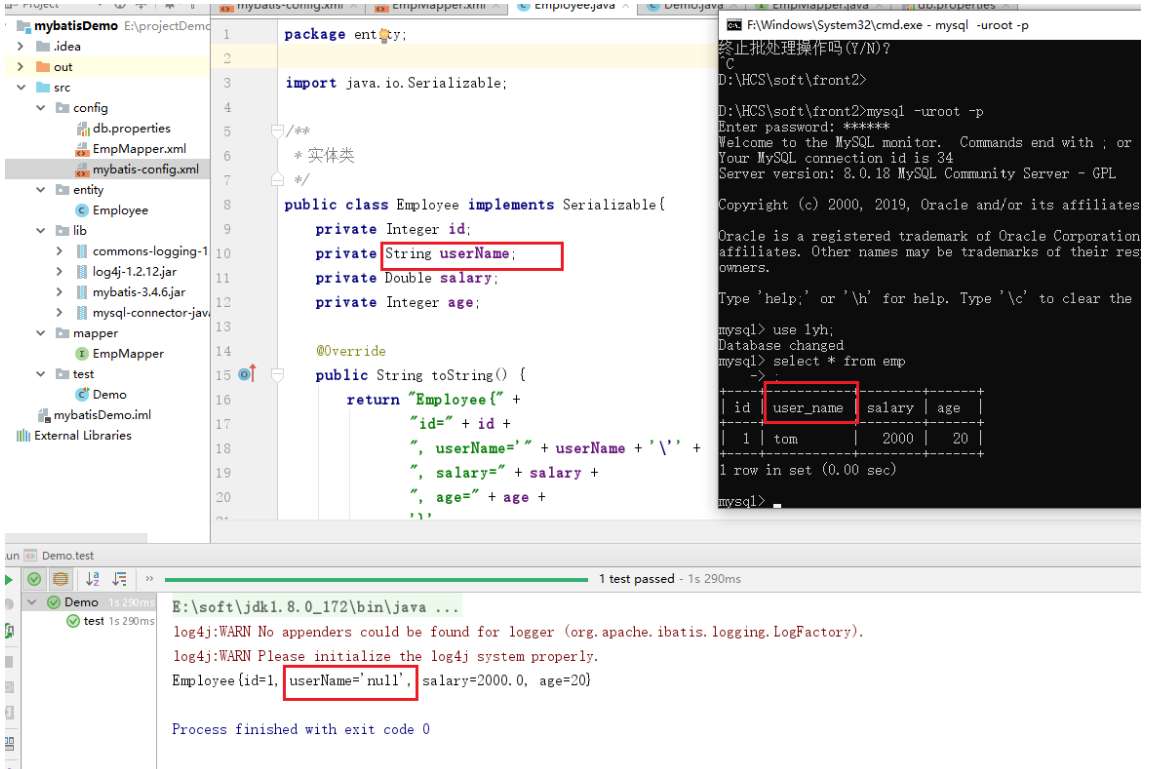 Project
mybatis-config.xml
EmpMapper.xml
Employee.java
Demo.java
EmpMapper.java
db.properties
mybatisDemo E:\projectDemo
.idea
out
src
config
db.properties
EmpMapper.xml
mybatis-config.xml
entity
Employee
lib
commons-logging-1
log4j-1.2.12.jar
mybatis-3.4.6.jar
mysql-connector-java
mapper
EmpMapper
test
Demo
mybatisDemo.iml
External Libraries
1 package entity;
2
3 import java.io.Serializable;
4
5 /**
6 * 实体类
7 */
8 public class Employee implements Serializable{
9 private Integer id;
10 private String userName;
11 private Double salary;
12 private Integer age;
13
14 @Override
15 public String toString() {
16 return "Employee{" +
17 "id=" + id +
18 ", userName='" + userName + '\'' +
19 ", salary=" + salary +
20 ", age=" + age +
'}'
F:\Windows\System32\cmd.exe - mysql -uroot -p
终止批处理操作吗(Y/N)?
^C
D:\HCS\soft\front2>
D:\HCS\soft\front2>mysql -uroot -p
Enter password: ******
Welcome to the MySQL monitor. Commands end with ; or
Your MySQL connection id is 34
Server version: 8.0.18 MySQL Community Server - GPL
Copyright (c) 2000, 2019, Oracle and/or its affiliates
Oracle is a registered trademark of Oracle Corporation
affiliates. Other names may be trademarks of their res
owners.
Type 'help;' or '\h' for help. Type '\c' to clear the
mysql> use lyh;
Database changed
mysql> select * from emp
-> ;
+----+-----------+--------+------+
| id | user_name | salary | age |
+----+-----------+--------+------+
| 1 | tom | 2000 | 20 |
+----+-----------+--------+------+
1 row in set (0.00 sec)
mysql>
un Demo.test
1 test passed - 1s 290ms
Demo 1s 290ms
test 1s 290ms
E:\soft\jdk1.8.0_172\bin\java ...
log4j:WARN No appenders could be found for logger (org.apache.ibatis.logging.LogFactory).
log4j:WARN Please initialize the log4j system properly.
Employee{id=1, userName='null', salary=2000.0, age=20}
Process finished with exit code 0